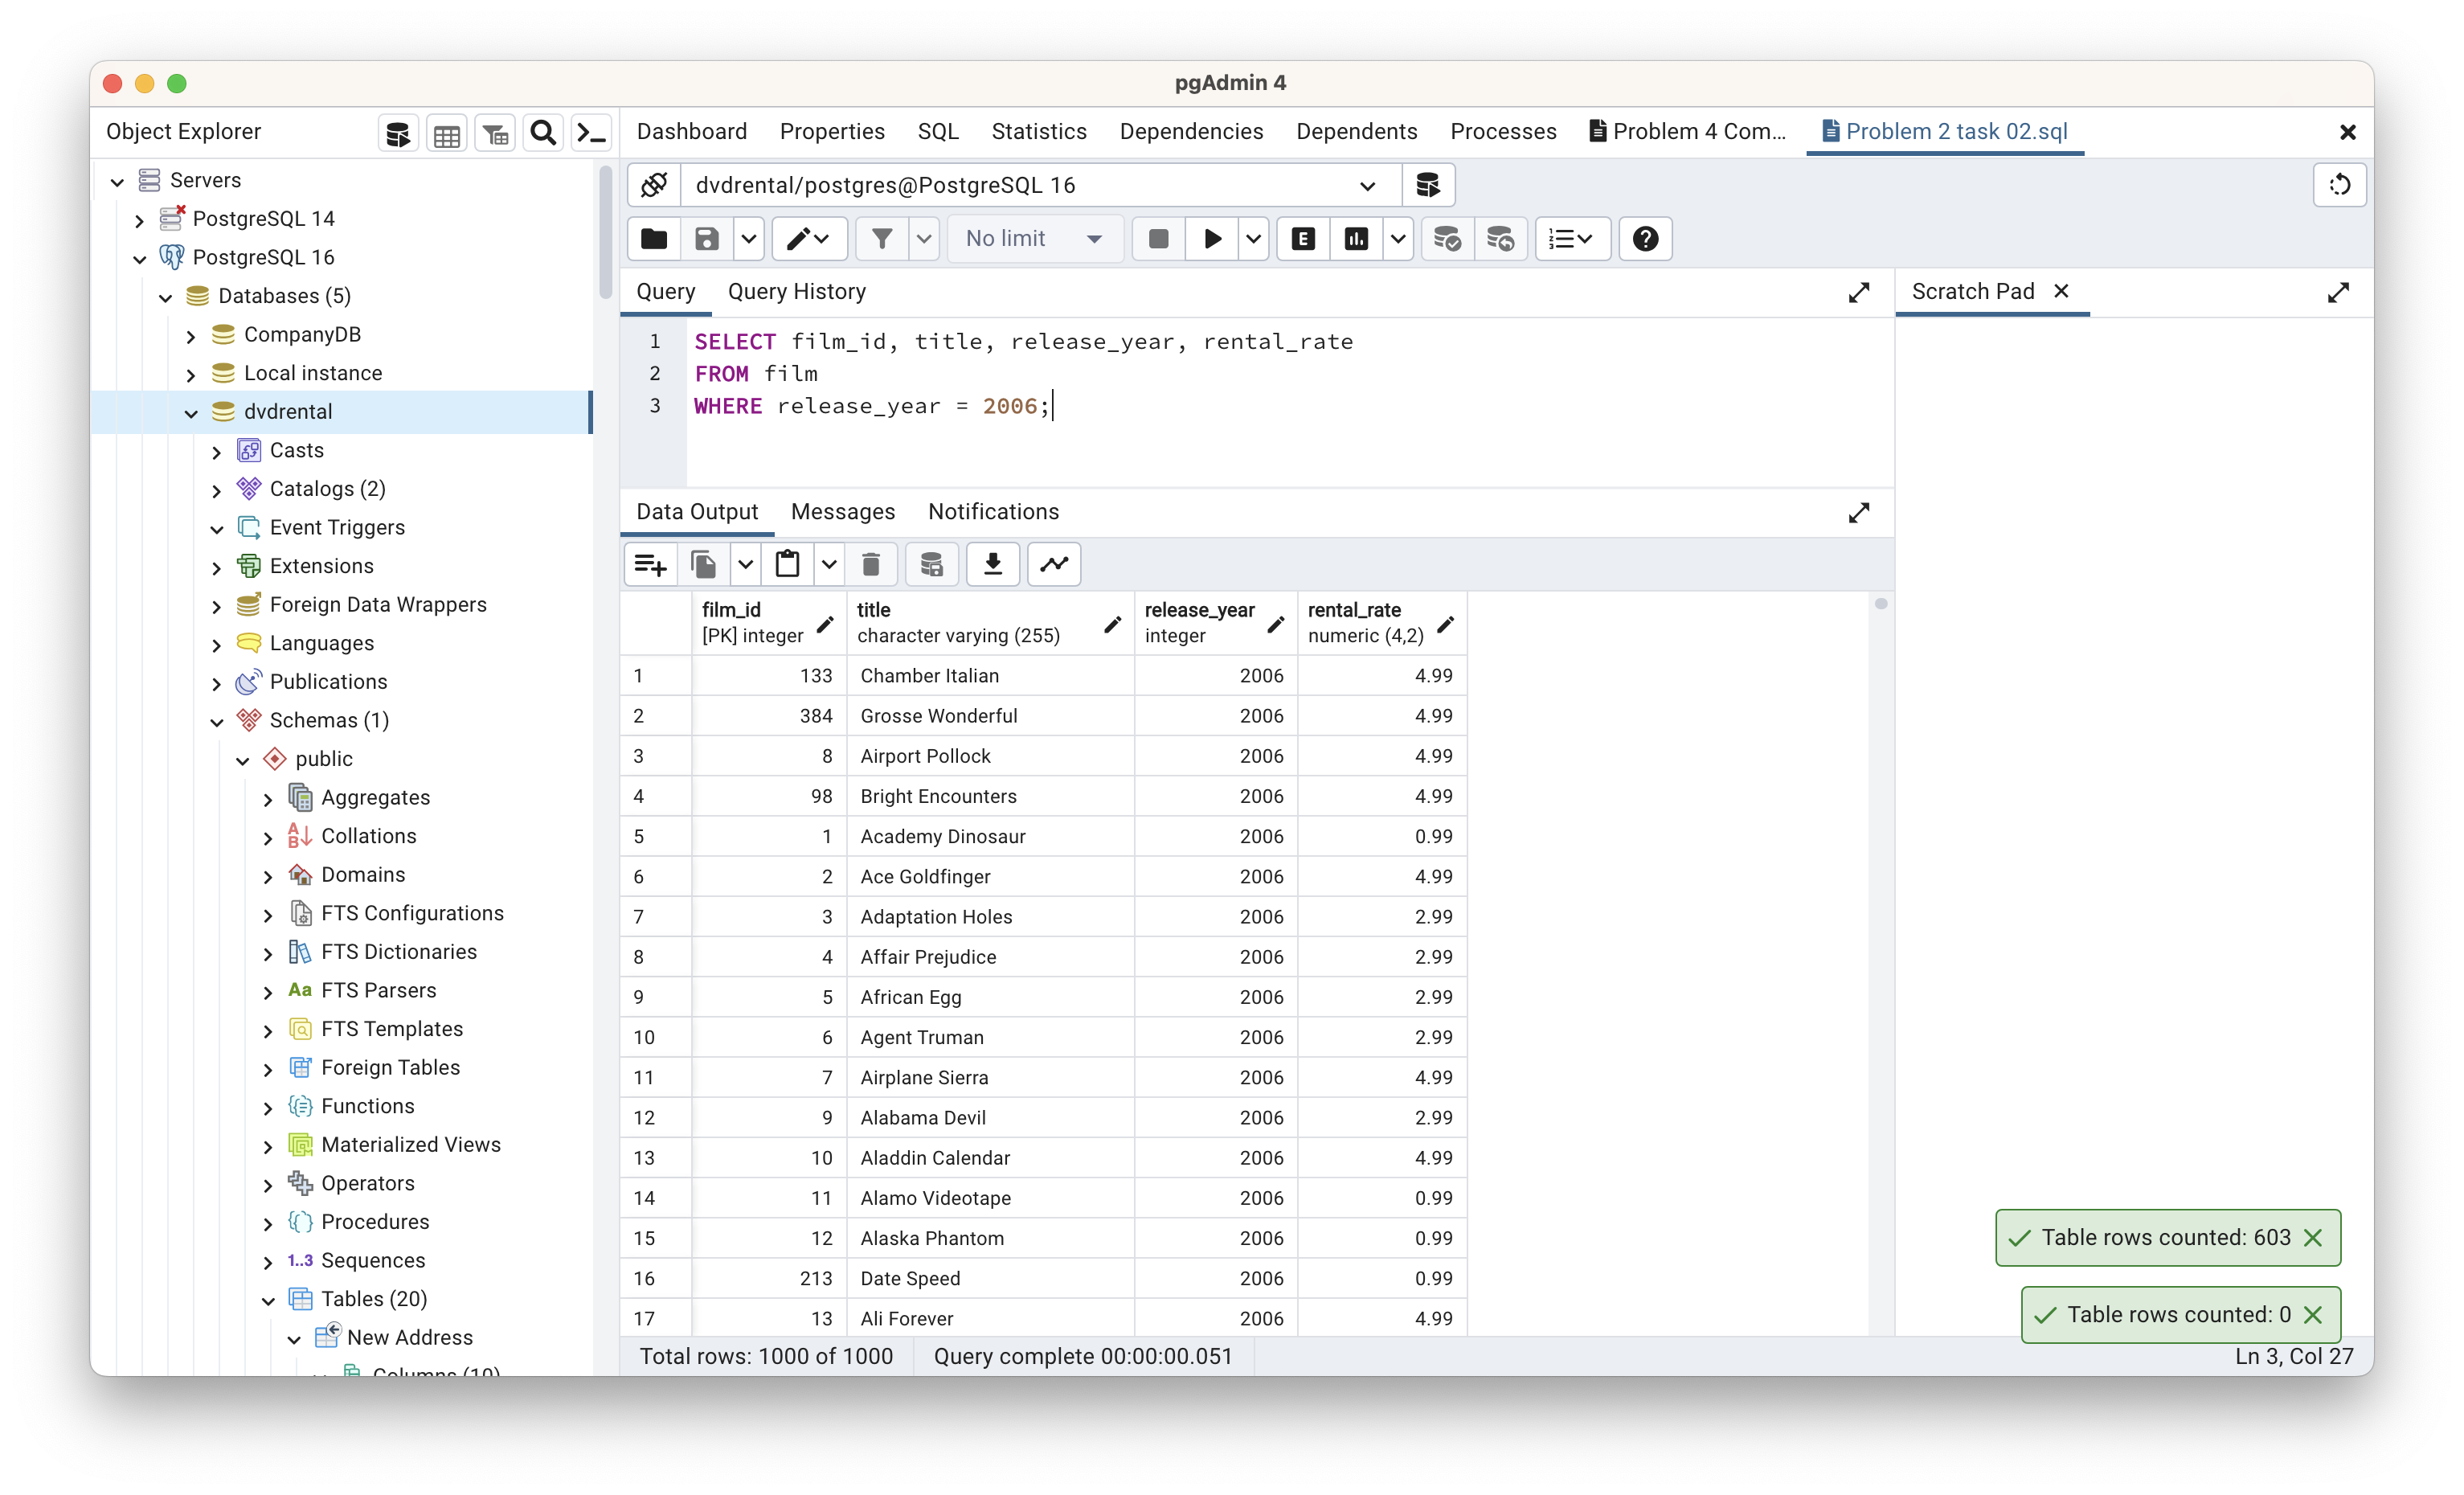 pgAdmin 4
Object Explorer
Dashboard Properties SQL Statistics Dependencies Dependents Processes Problem 4 Com... Problem 2 task 02.sql
Servers
PostgreSQL 14
PostgreSQL 16
Databases (5)
CompanyDB
Local instance
dvdrental
Casts
Catalogs (2)
Event Triggers
Extensions
Foreign Data Wrappers
Languages
Publications
Schemas (1)
public
Aggregates
Collations
Domains
FTS Configurations
FTS Dictionaries
Aa FTS Parsers
FTS Templates
Foreign Tables
Functions
Materialized Views
Operators
Procedures
1..3 Sequences
Tables (20)
New Address
Columns (10)
dvdrental/postgres@PostgreSQL 16
No limit
E
Query Query History
Scratch Pad
1 SELECT film_id, title, release_year, rental_rate
2 FROM film
3 WHERE release_year = 2006;
Data Output Messages Notifications
film_id title release_year rental_rate
[PK] integer character varying (255) integer numeric (4,2)
1 133 Chamber Italian 2006 4.99
2 384 Grosse Wonderful 2006 4.99
3 8 Airport Pollock 2006 4.99
4 98 Bright Encounters 2006 4.99
5 1 Academy Dinosaur 2006 0.99
6 2 Ace Goldfinger 2006 4.99
7 3 Adaptation Holes 2006 2.99
8 4 Affair Prejudice 2006 2.99
9 5 African Egg 2006 2.99
10 6 Agent Truman 2006 2.99
11 7 Airplane Sierra 2006 4.99
12 9 Alabama Devil 2006 2.99
13 10 Aladdin Calendar 2006 4.99
14 11 Alamo Videotape 2006 0.99
15 12 Alaska Phantom 2006 0.99
16 213 Date Speed 2006 0.99
17 13 Ali Forever 2006 4.99
Table rows counted: 603
Table rows counted: 0
Total rows: 1000 of 1000 Query complete 00:00:00.051 Ln 3, Col 27